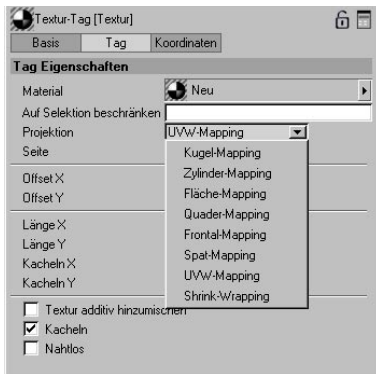 Textur-Tag [Textur]
Basis Tag Koordinaten
Tag Eigenschaften
Material Neu
Auf Selektion beschränken
Projektion UVW-Mapping
Seite
Kugel-Mapping
Zylinder-Mapping
Fläche-Mapping
Quader-Mapping
Frontal-Mapping
Spat-Mapping
UVW-Mapping
Shrink-Wrapping
Offset X
Offset Y
Länge X
Länge Y
Kacheln X
Kacheln Y
Textur additiv hinzumischen
Kacheln
Nahtlos